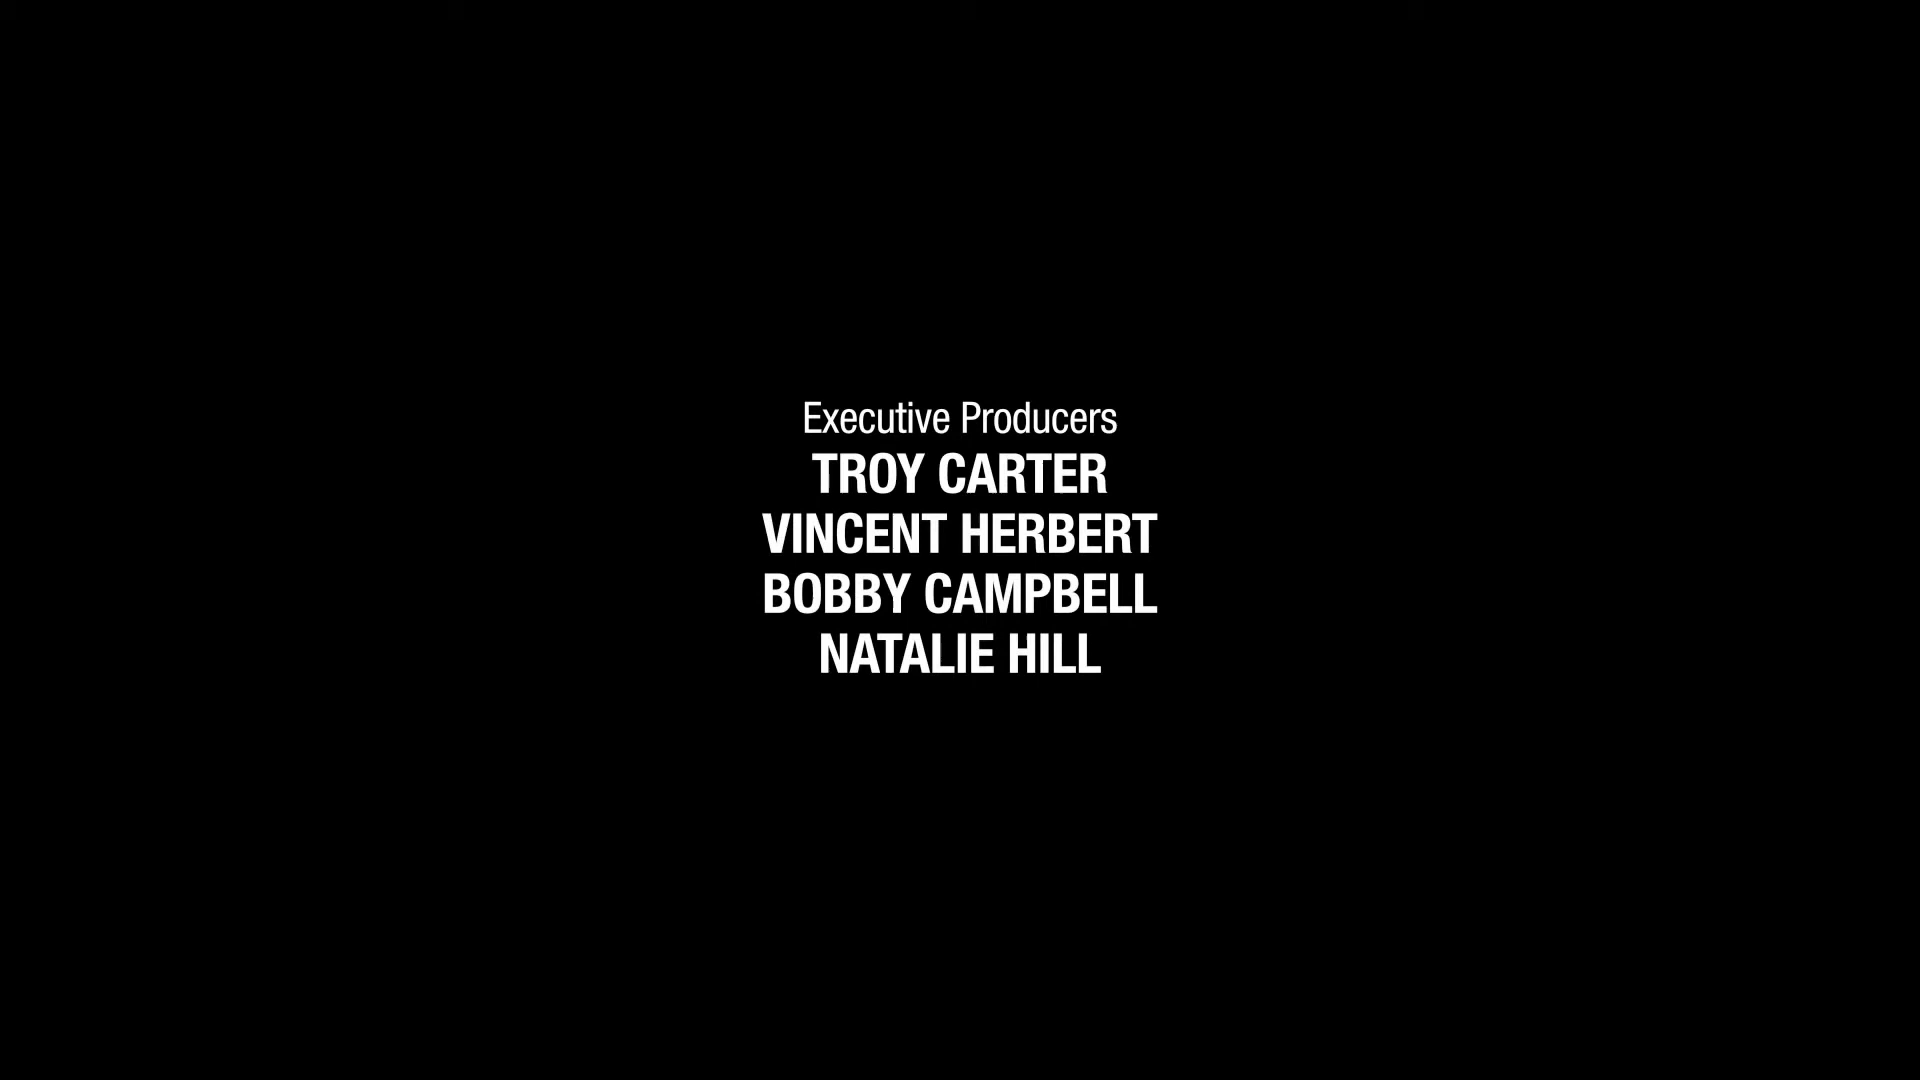 Executive Producers
TROY CARTER
VINCENT HERBERT
BOBBY CAMPBELL
NATALIE HILL